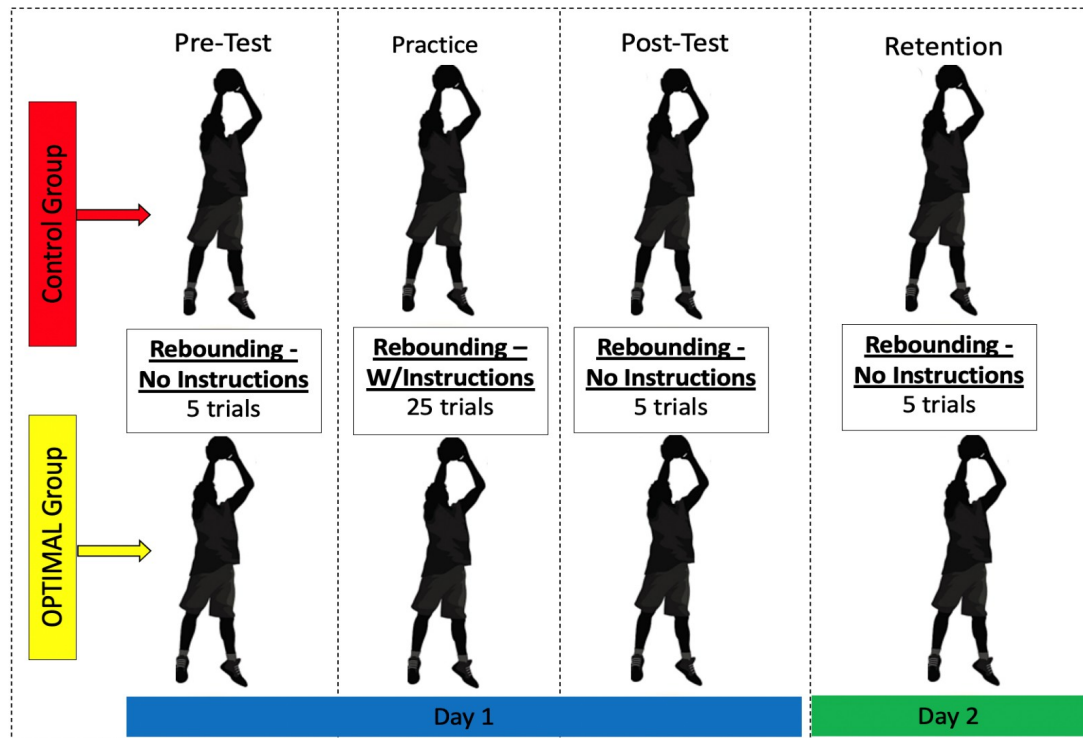 Pre-Test
Practice
Post-Test
Retention
Control Group
Rebounding -
No Instructions
5 trials
Rebounding –
W/Instructions
25 trials
Rebounding -
No Instructions
5 trials
Rebounding -
No Instructions
5 trials
OPTIMAL Group
Day 1
Day 2